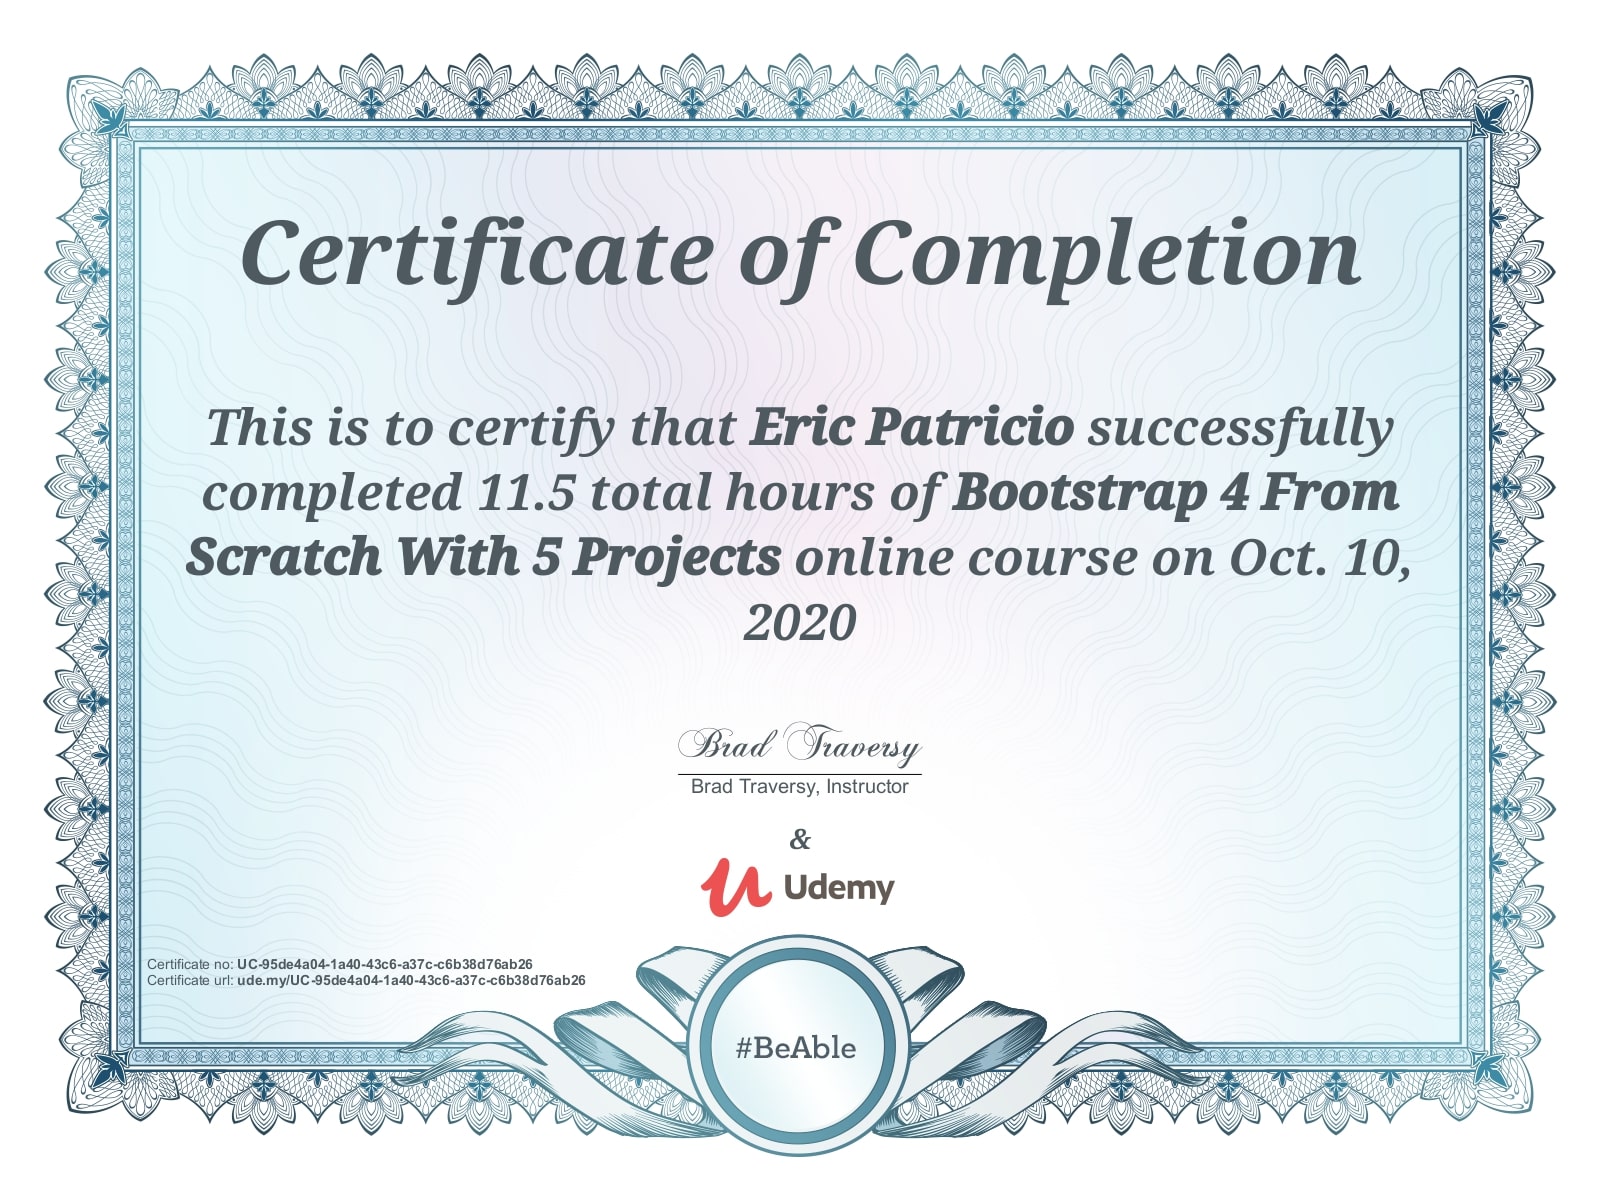 Certificate of Completion
This is to certify that Eric Patricio successfully
completed 11.5 total hours of Bootstrap 4 From
Scratch With 5 Projects online course on Oct. 10,
2020
Brad Traversy
Brad Traversy, Instructor
&
Udemy
Certificate no: UC-95de4a04-1a40-43c6-a37c-c6b38d76ab26
Certificate url: ude.my/UC-95de4a04-1a40-43c6-a37c-c6b38d76ab26
#BeAble